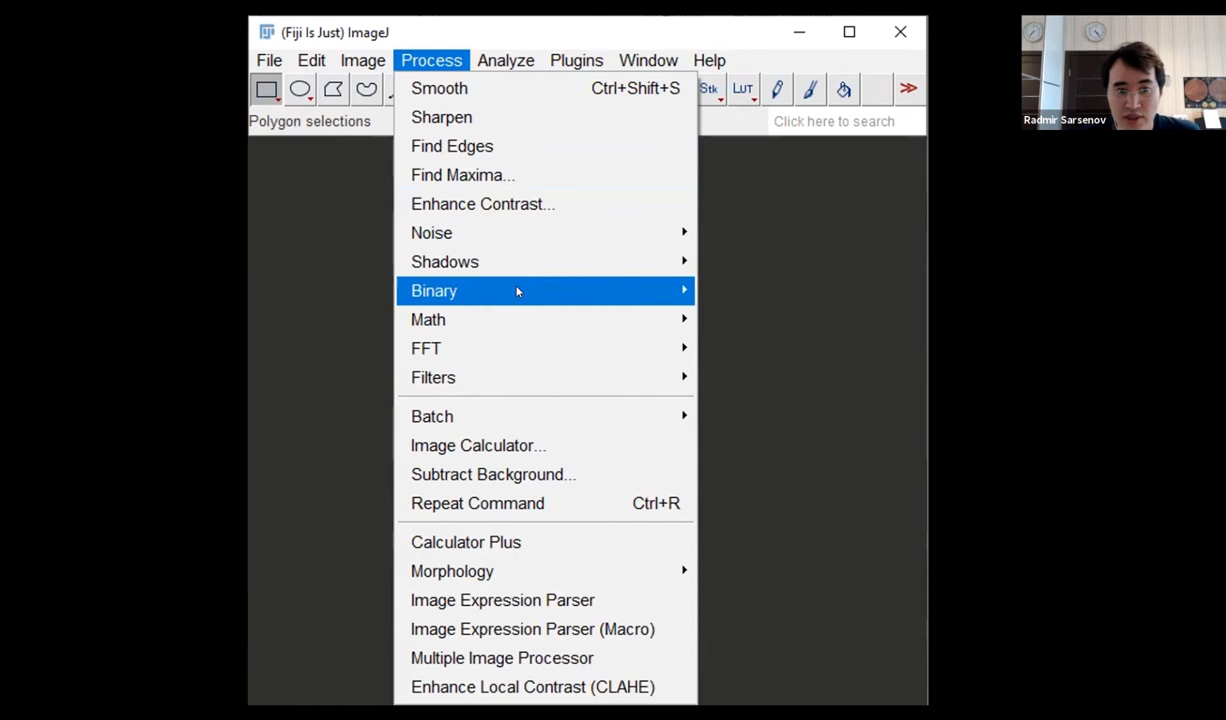 (Fiji Is Just) ImageJ
File Edit Image Process Analyze Plugins Window Help
Stk LUT
Polygon selections
Click here to search
Smooth Ctrl+Shift+S
Sharpen
Find Edges
Find Maxima...
Enhance Contrast...
Noise
Shadows
Binary
Math
FFT
Filters
Batch
Image Calculator...
Subtract Background...
Repeat Command Ctrl+R
Calculator Plus
Morphology
Image Expression Parser
Image Expression Parser (Macro)
Multiple Image Processor
Enhance Local Contrast (CLAHE)
Radmir Sarsenov